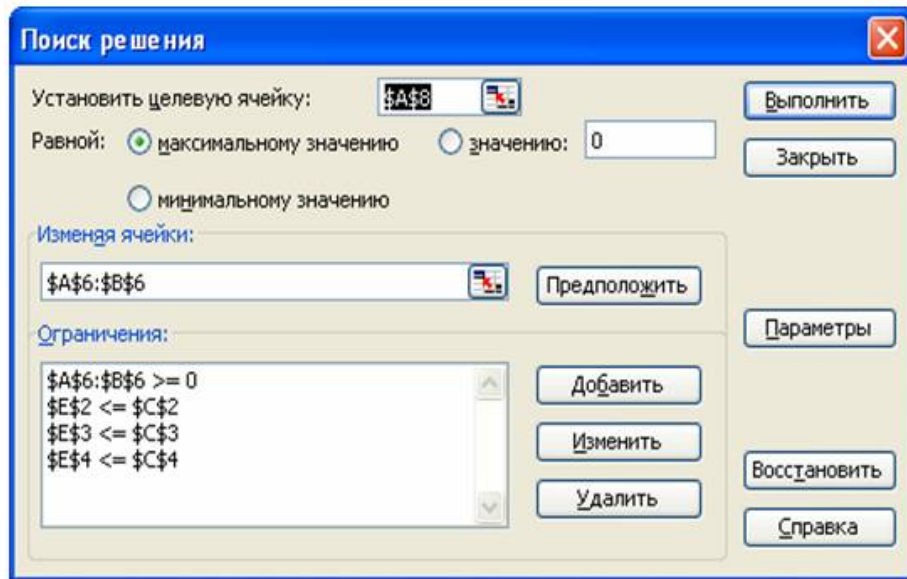 Поиск решения
Установить целевую ячейку: $A$8
Выполнить
Равной: максимальному значению значению: 0
Закрыть
минимальному значению
Изменяя ячейки:
$A$6:$B$6
Предположить
Параметры
Ограничения:
$A$6:$B$6 >= 0
$E$2 <= $C$2
$E$3 <= $C$3
$E$4 <= $C$4
Добавить
Изменить
Удалить
Восстановить
Справка